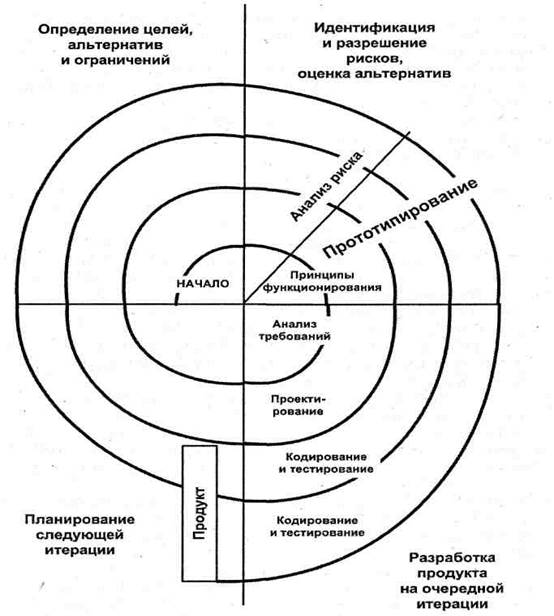 Определение целей,
альтернатив
и ограничений
Идентификация
и разрешение
рисков,
оценка альтернатив
Анализ риска
Прототипирование
НАЧАЛО
Принципы
функционирования
Анализ
требований
Проекти-
рование
Кодирование
и тестирование
Продукт
Кодирование
и тестирование
Планирование
следующей
итерации
Разработка
продукта
на очередной
итерации